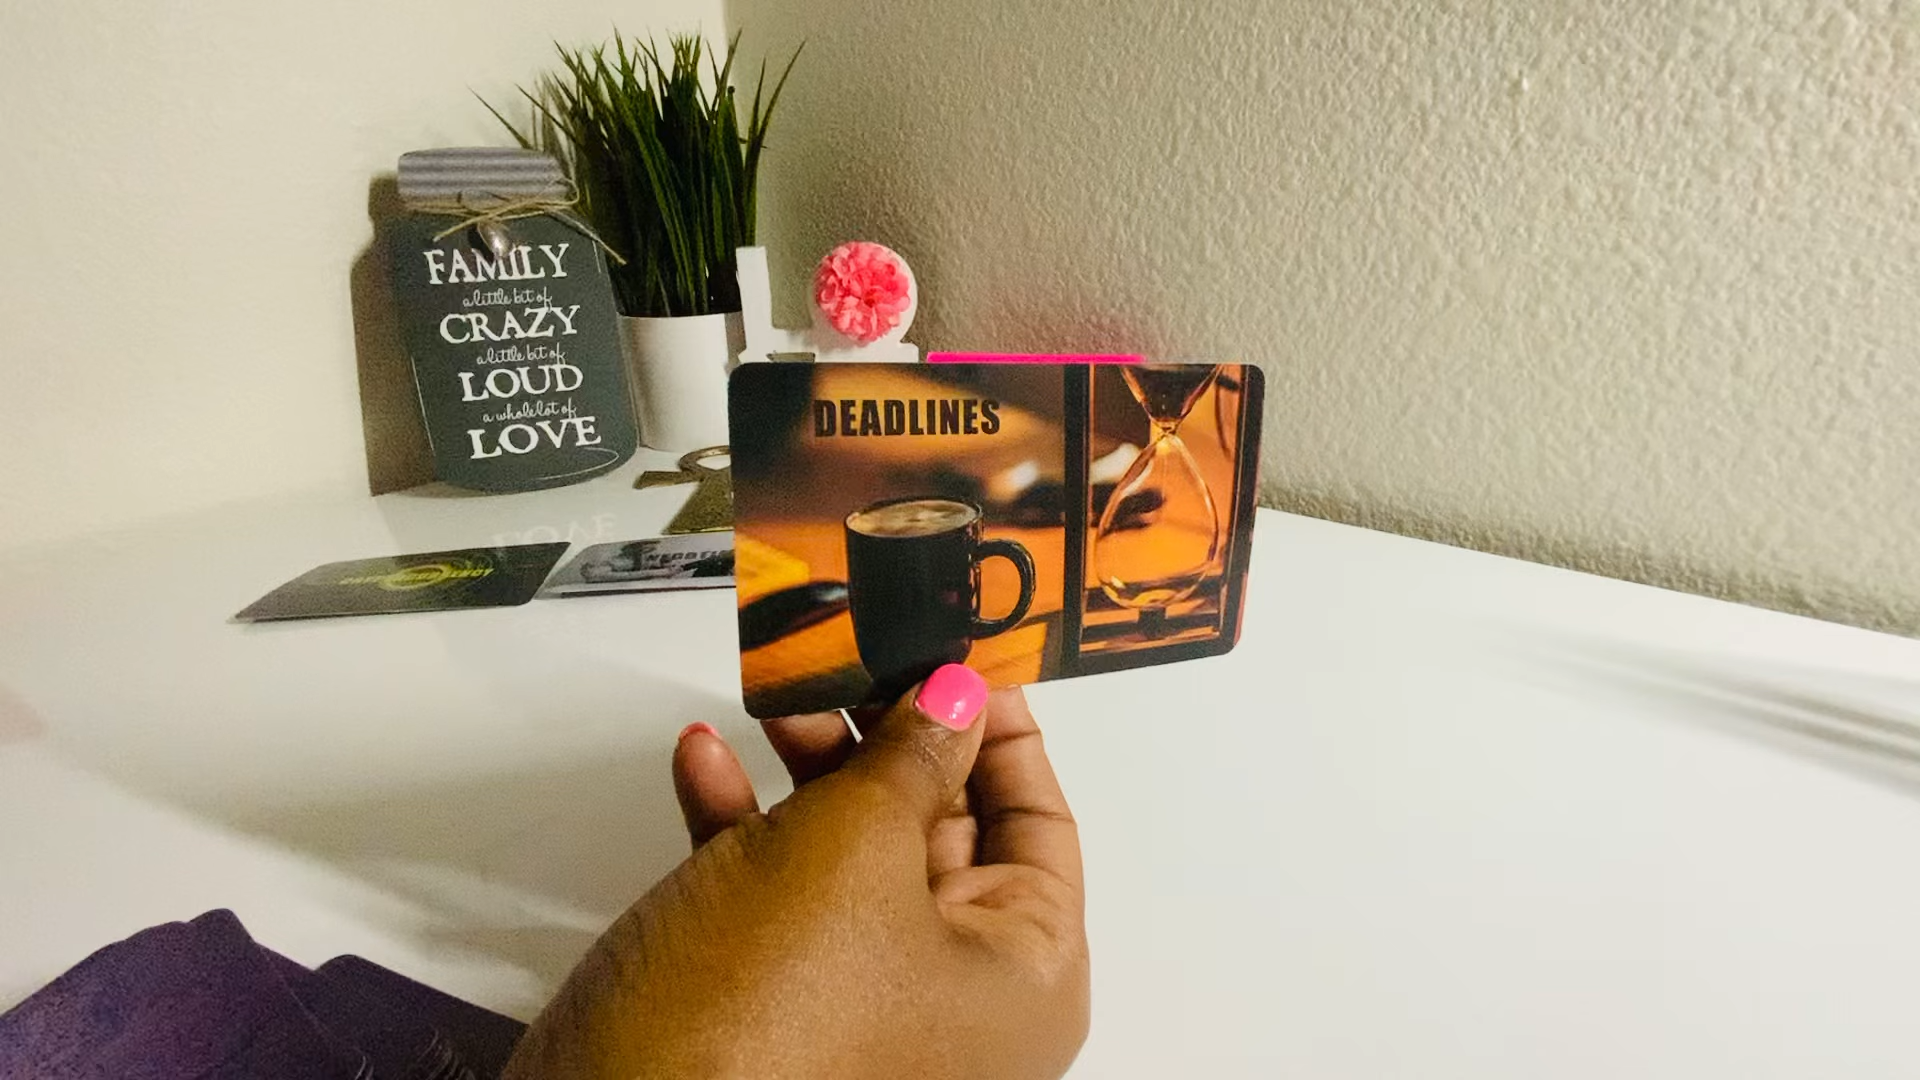 FAMILY
a little bit of
CRAZY
a little bit of
LOUD
a whole lot of
LOVE
DEADLINES